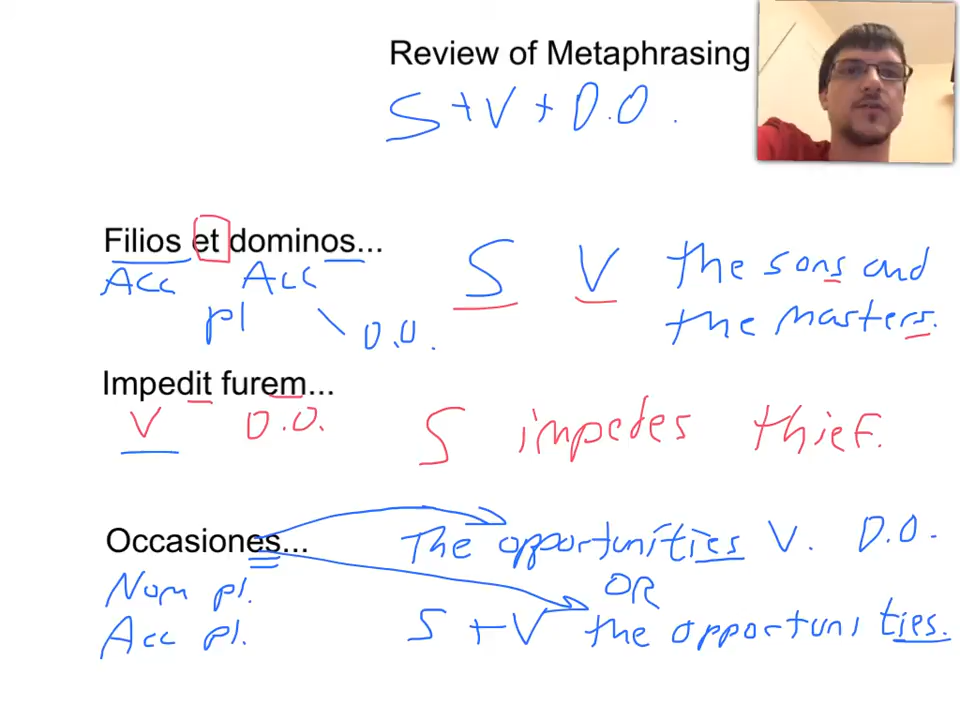 Review of Metaphrasing
S + V + D.O.
Filios et dominos...
Acc Acc
pl
D.O.
S V the sons and
the masters.
Impedit furem...
V D.O. S impedes thief.
Occasiones... The opportunities V. D.O.
Nom pl. OR
Acc pl. S + V the opportunities.